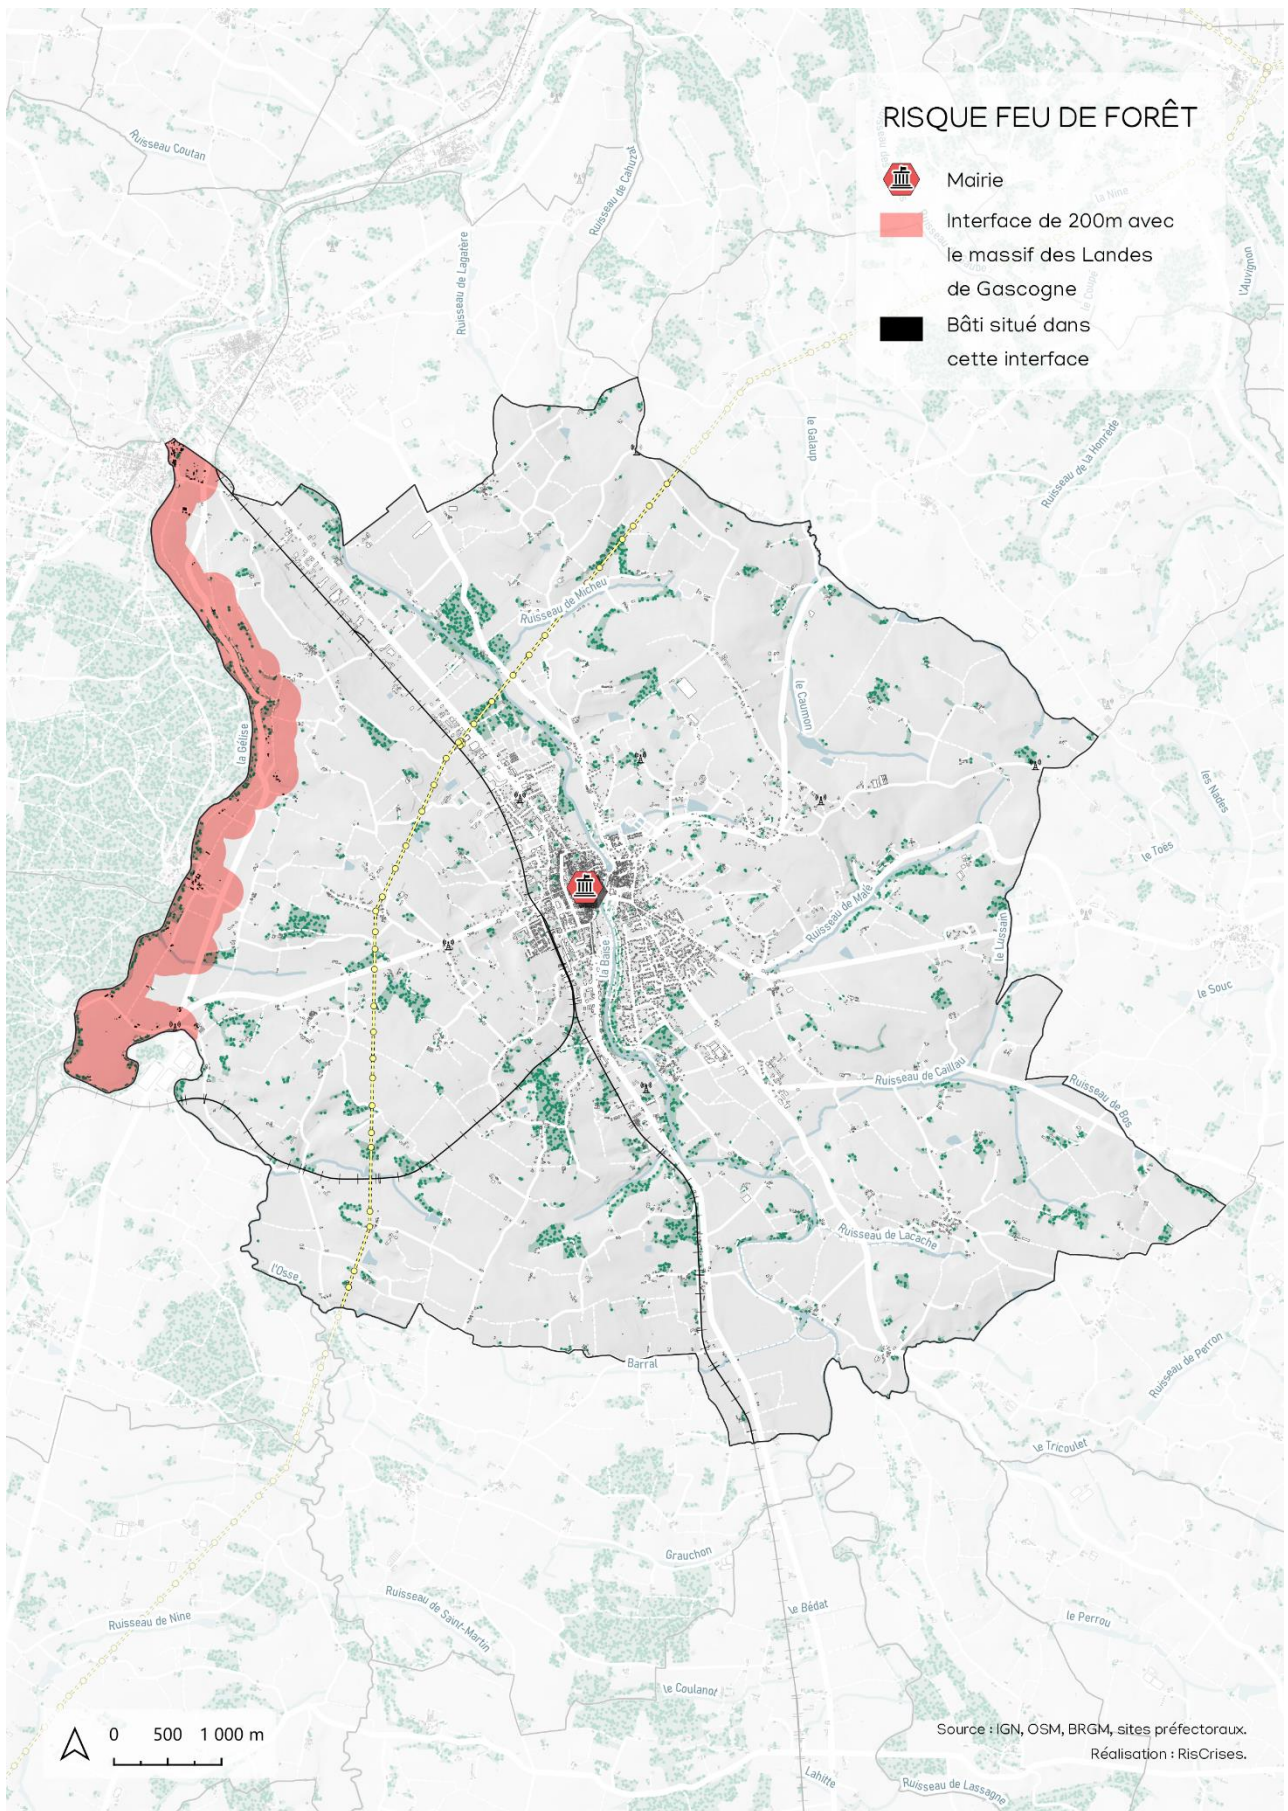 RISQUE FEU DE FORÊT
Mairie
Interface de 200m avec
le massif des Landes
de Gascogne
Bâti situé dans
cette interface
Ruisseau Coutan
Ruisseau de Cahuzat
Ruisseau de Lagatère
la Nine
l'Auvignon
le Galaup
Ruisseau de la Honrède
Ruisseau de Micheu
le Caumon
la Gélise
les Nades
le Toès
Ruisseau de Male
le Lussan
la Baïse
le Souc
Ruisseau de Caillau
Ruisseau de Bos
Ruisseau de Lacache
l'Osse
Barral
Ruisseau de Perron
le Tricoulet
Grauchon
Ruisseau de Saint-Martin
Ruisseau de Nine
le Bédat
le Perrou
le Coulanot
0 500 1 000 m
Source : IGN, OSM, BRGM, sites préfectoraux.
Réalisation : RisCrises.
Lahitte
Ruisseau de Lassagne